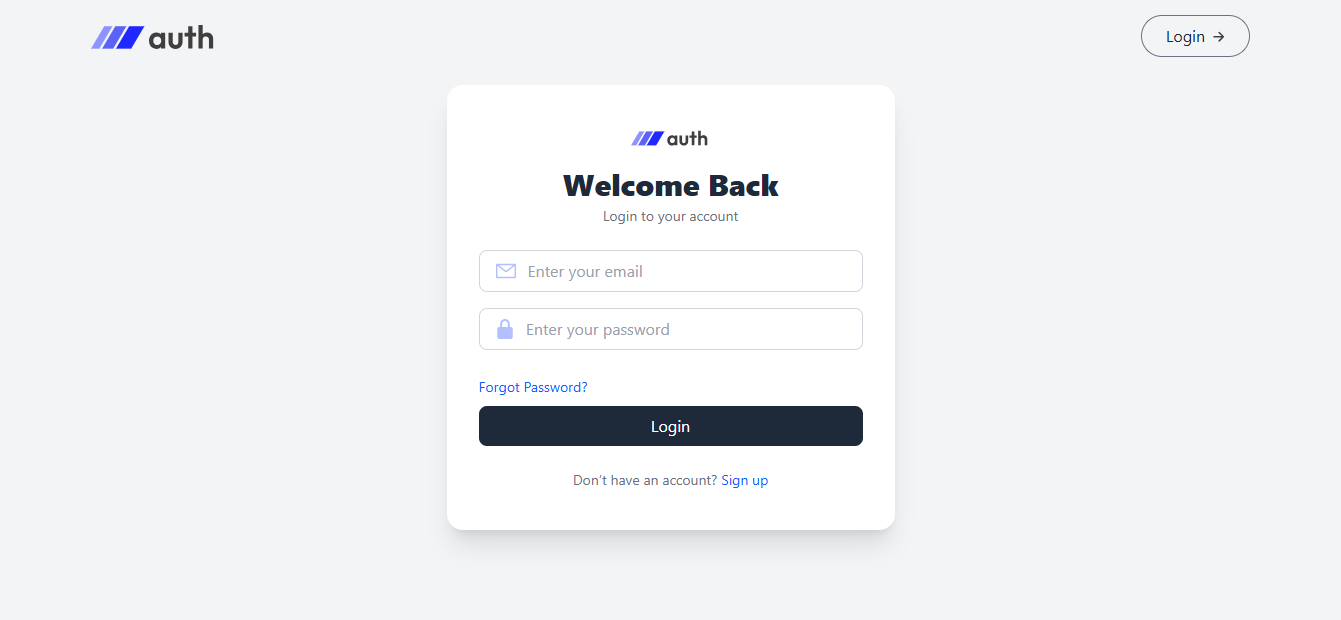 auth
Login →
auth
Welcome Back
Login to your account
Enter your email
Enter your password
Forgot Password?
Login
Don't have an account? Sign up